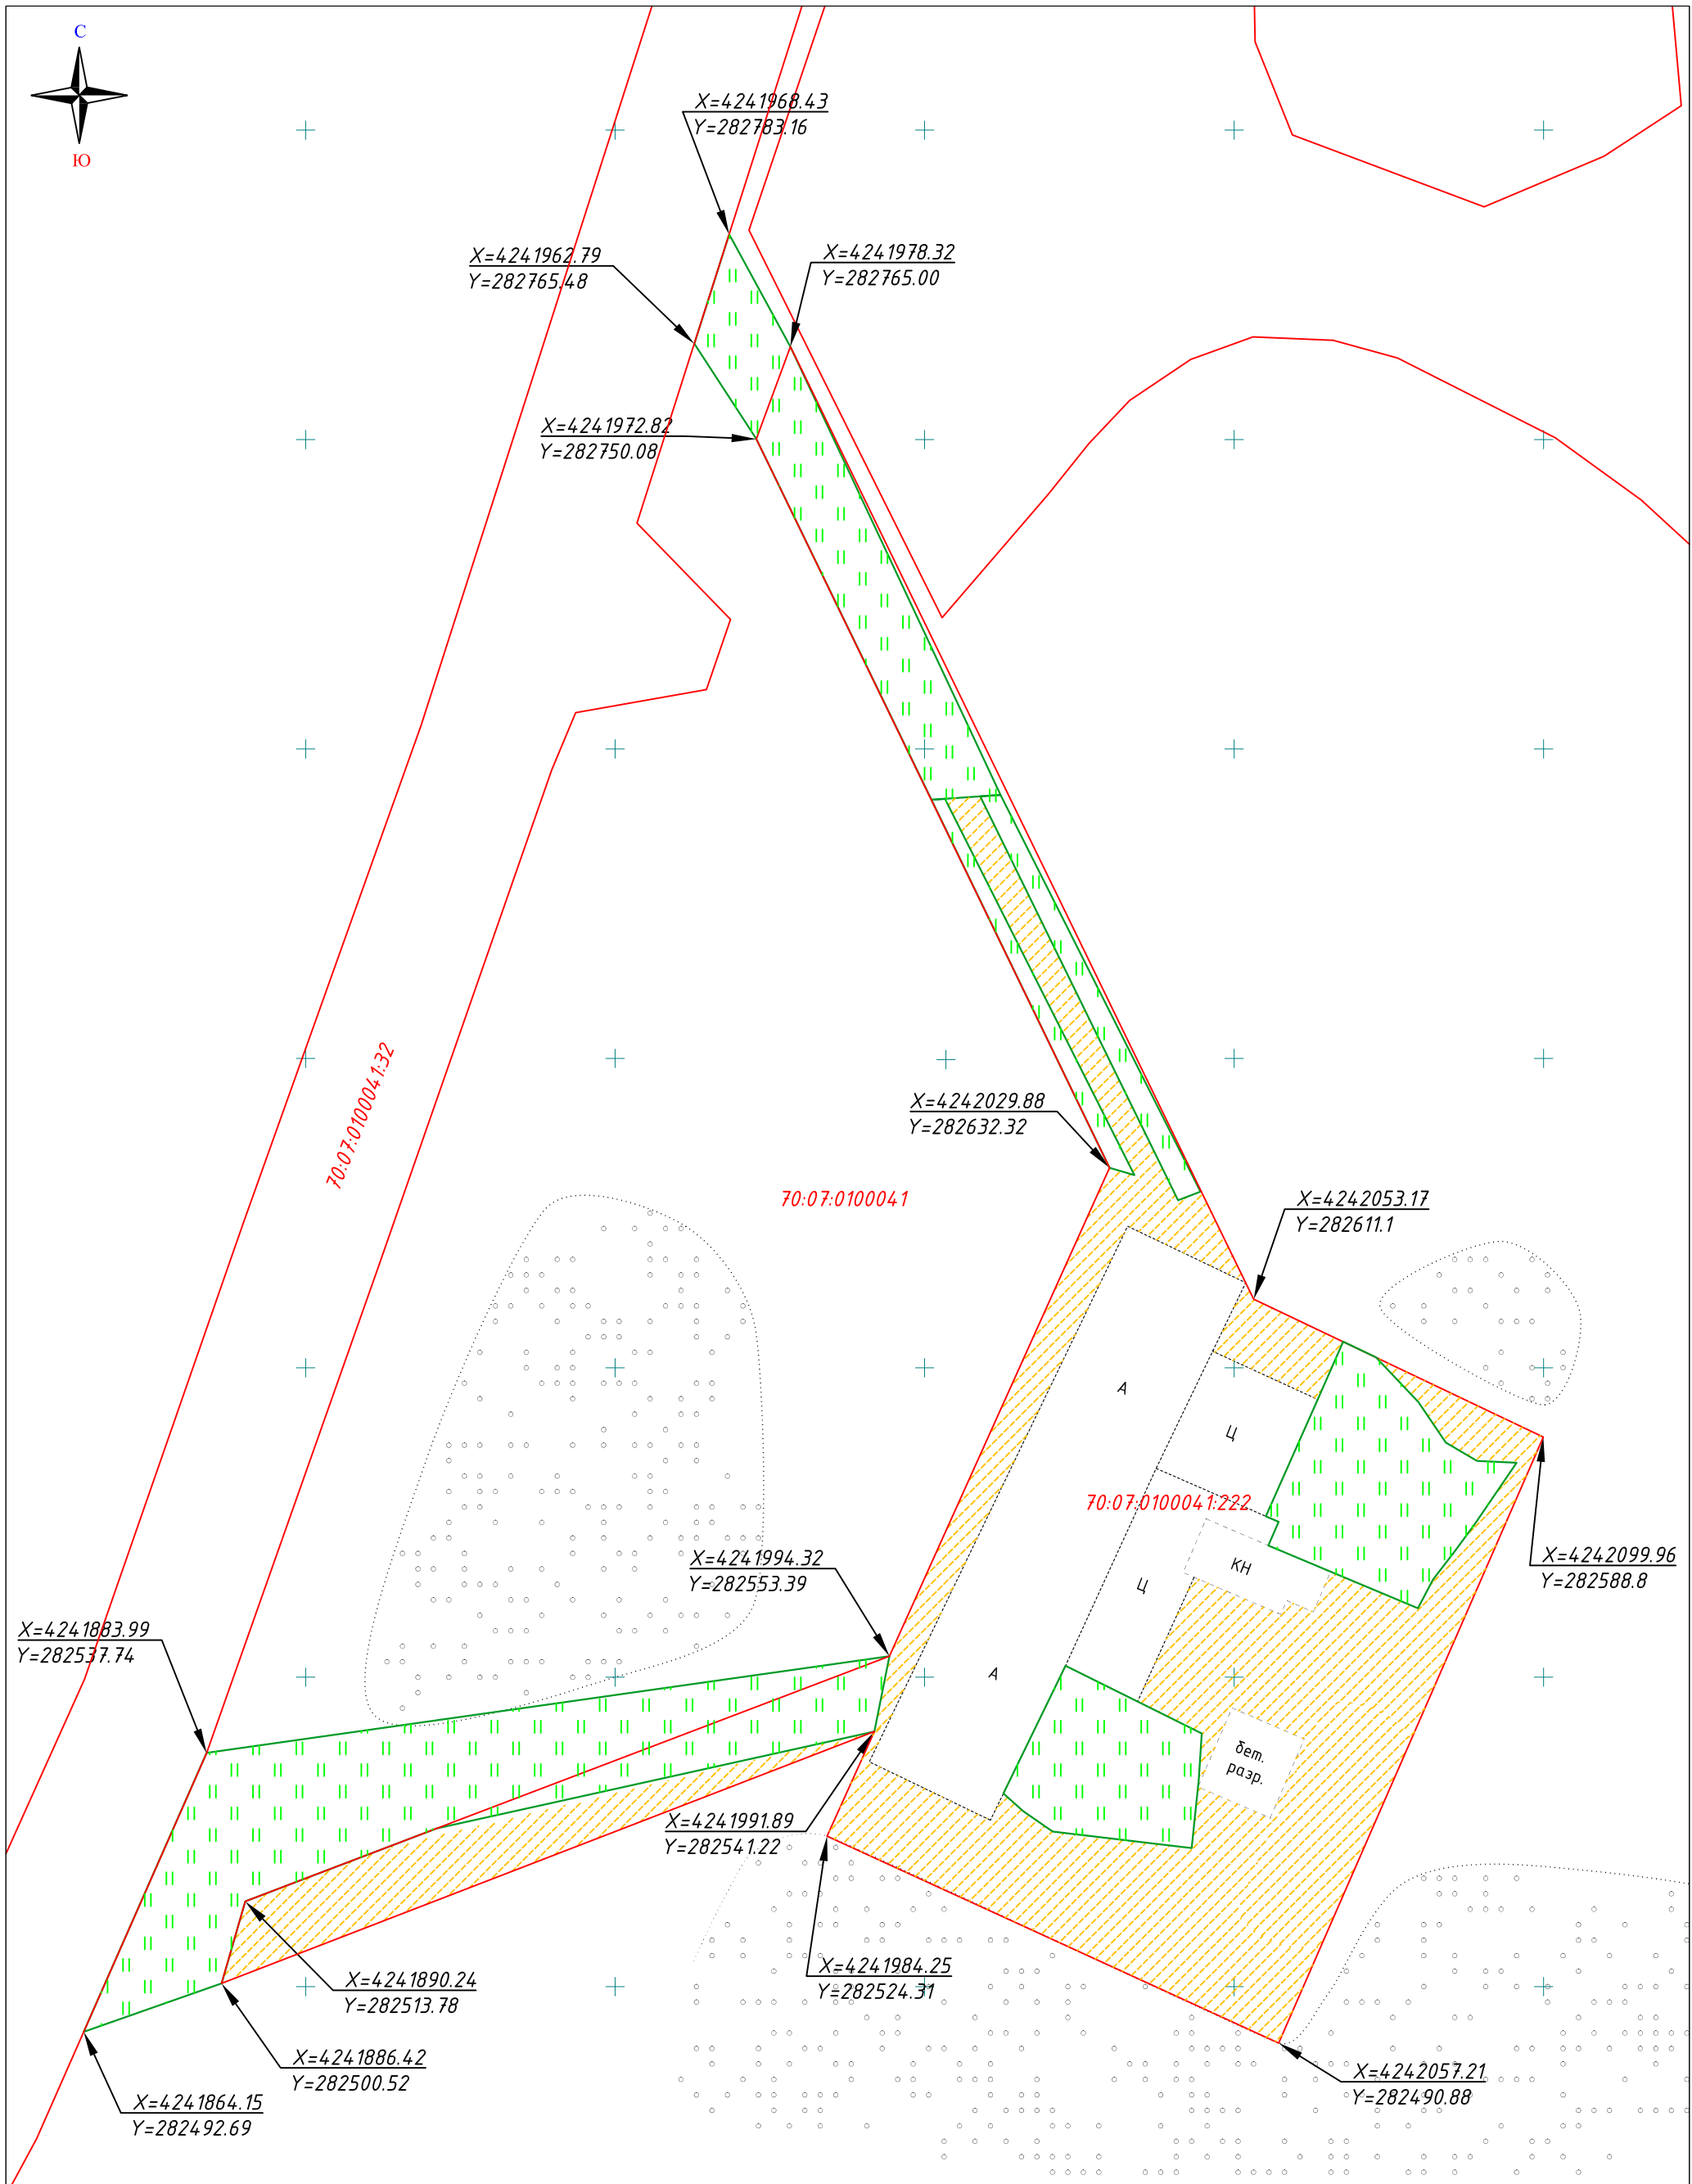 С
Ю
X=4241968.43
Y=282783.16
X=4241962.79
Y=282765.48
X=4241978.32
Y=282765.00
X=4241972.82
Y=282750.08
70:07:0100041:32
X=4242029.88
Y=282632.32
70:07:0100041
X=4242053.17
Y=282611.1
А
Ц
70:07:0100041:222
X=4241994.32
Y=282553.39
КН
Ц
X=4242099.96
Y=282588.8
X=4241883.99
Y=282537.74
А
бет.
разр.
X=4241991.89
Y=282541.22
X=4241984.25
Y=282524.31
X=4241890.24
Y=282513.78
X=4241886.42
Y=282500.52
X=4242057.21
Y=282490.88
X=4241864.15
Y=282492.69